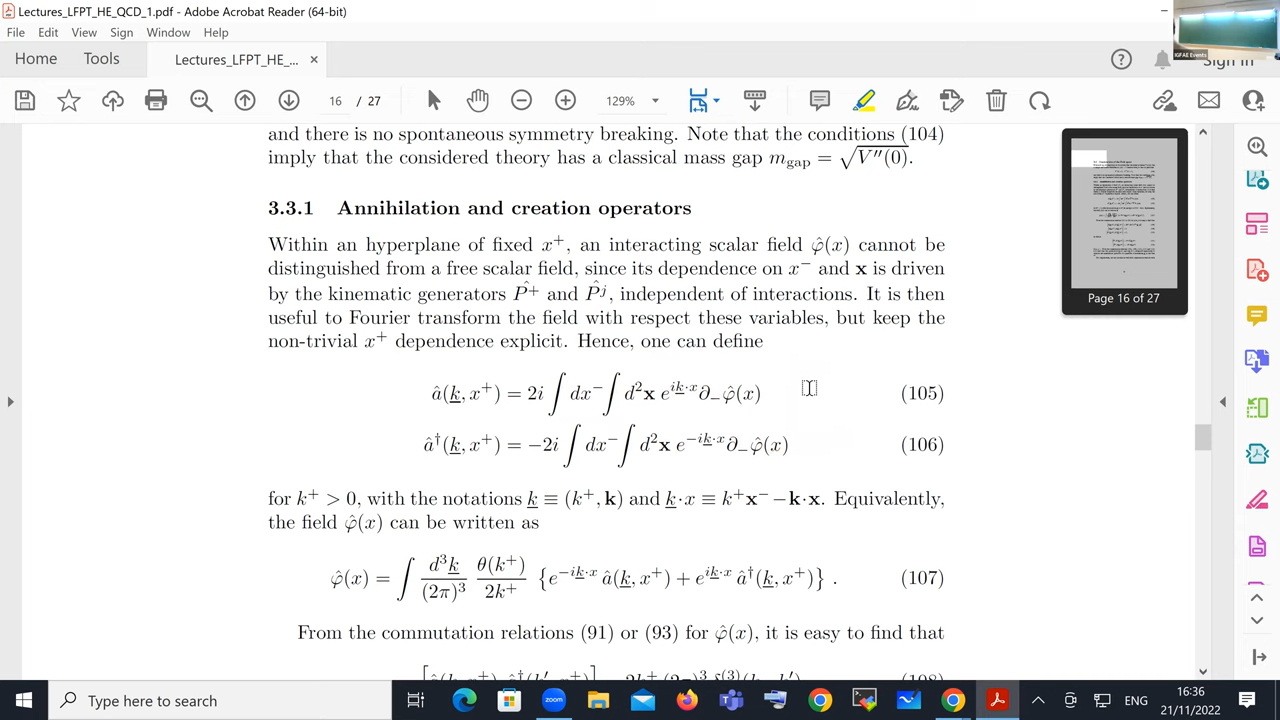 Lectures_LFPT_HE_QCD_1.pdf - Adobe Acrobat Reader (64-bit)
File Edit View Sign Window Help
IGFAE Events
Home Tools Lectures_LFPT_HE_... × Sign In
16 / 27 129%
and there is no spontaneous symmetry breaking. Note that the conditions (104)
imply that the considered theory has a classical mass gap m_gap = √V″(0).
3.3.1 Annihilation and creation operators
Within an hyperplane of fixed x⁺, an interacting scalar field φ̂(x) cannot be
distinguished from e free scalar field, since its dependence on x⁻ and 𝐱 is driven
by the kinematic generators P̂⁺ and P̂ʲ, independent of interactions. It is then
useful to Fourier transform the field with respect these variables, but keep the
non-trivial x⁺ dependence explicit. Hence, one can define
â(k̲, x⁺) = 2i ∫ dx⁻ ∫ d²𝐱 e^{ik̲·x} ∂₋φ̂(x) (105)
â†(k̲, x⁺) = −2i ∫ dx⁻ ∫ d²𝐱 e^{−ik̲·x} ∂₋φ̂(x) (106)
for k⁺ > 0, with the notations k̲ ≡ (k⁺, 𝐤) and k̲·x ≡ k⁺𝐱⁻ − 𝐤·𝐱. Equivalently,
the field φ̂(x) can be written as
φ̂(x) = ∫ d³k̲/(2π)³ θ(k⁺)/2k⁺ {e^{−ik̲·x} â(k̲, x⁺) + e^{ik̲·x} â†(k̲, x⁺)} . (107)
From the commutation relations (91) or (93) for φ̂(x), it is easy to find that
Page 16 of 27
Type here to search
ENG
16:36
21/11/2022